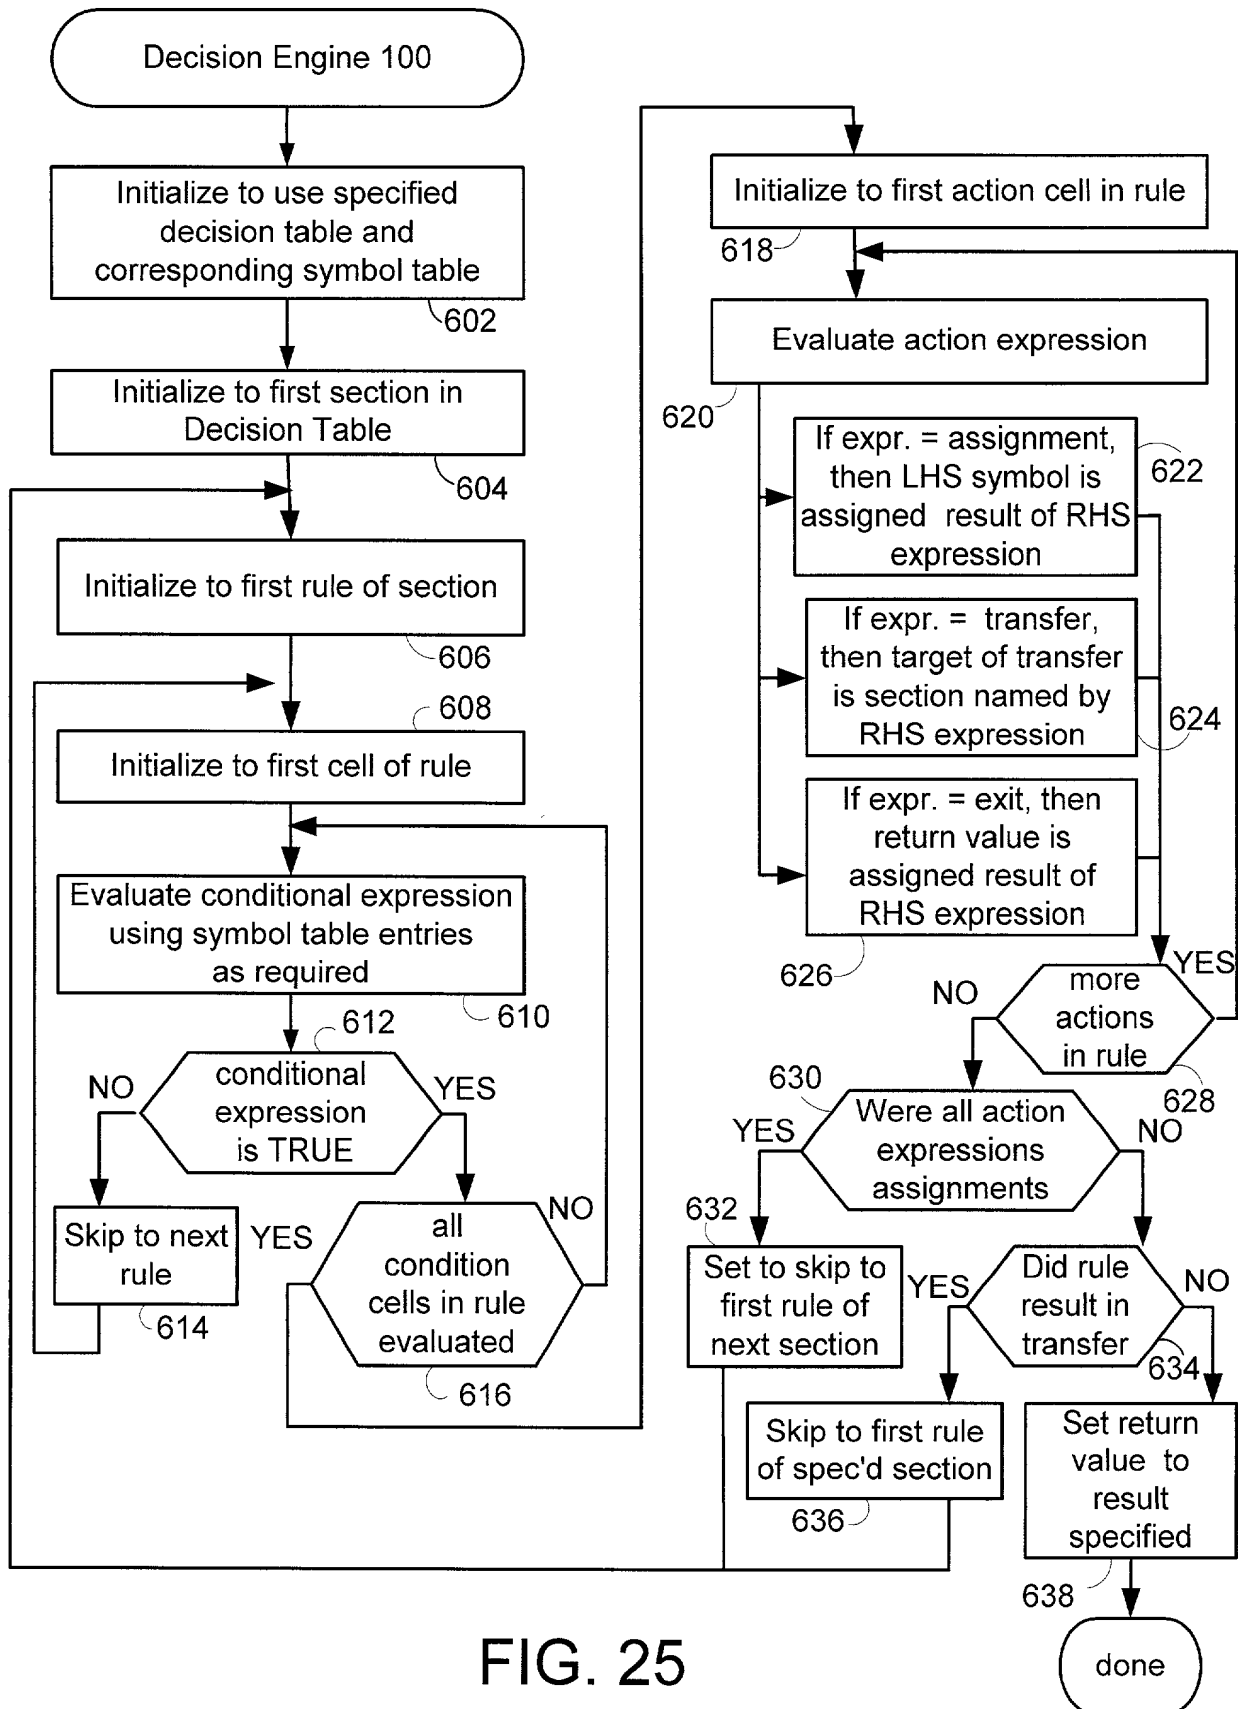 Decision Engine 100
Initialize to use specified
decision table and
corresponding symbol table
602
Initialize to first section in
Decision Table
604
Initialize to first rule of section
606
608
Initialize to first cell of rule
Evaluate conditional expression
using symbol table entries
as required
610
612
conditional
expression
is TRUE
NO
YES
Skip to next
rule
614
YES
all
condition
cells in rule
evaluated
NO
616
Initialize to first action cell in rule
618
Evaluate action expression
620
If expr. = assignment,
then LHS symbol is
assigned result of RHS
expression
622
If expr. = transfer,
then target of transfer
is section named by
RHS expression
624
If expr. = exit, then
return value is
assigned result of
RHS expression
626
YES
NO
more
actions
in rule
628
630
YES
Were all action
expressions
assignments
NO
632
Set to skip to
first rule of
next section
YES
Did rule
result in
transfer
NO
634
Skip to first rule
of spec'd section
636
Set return
value to
result
specified
638
done
FIG. 25